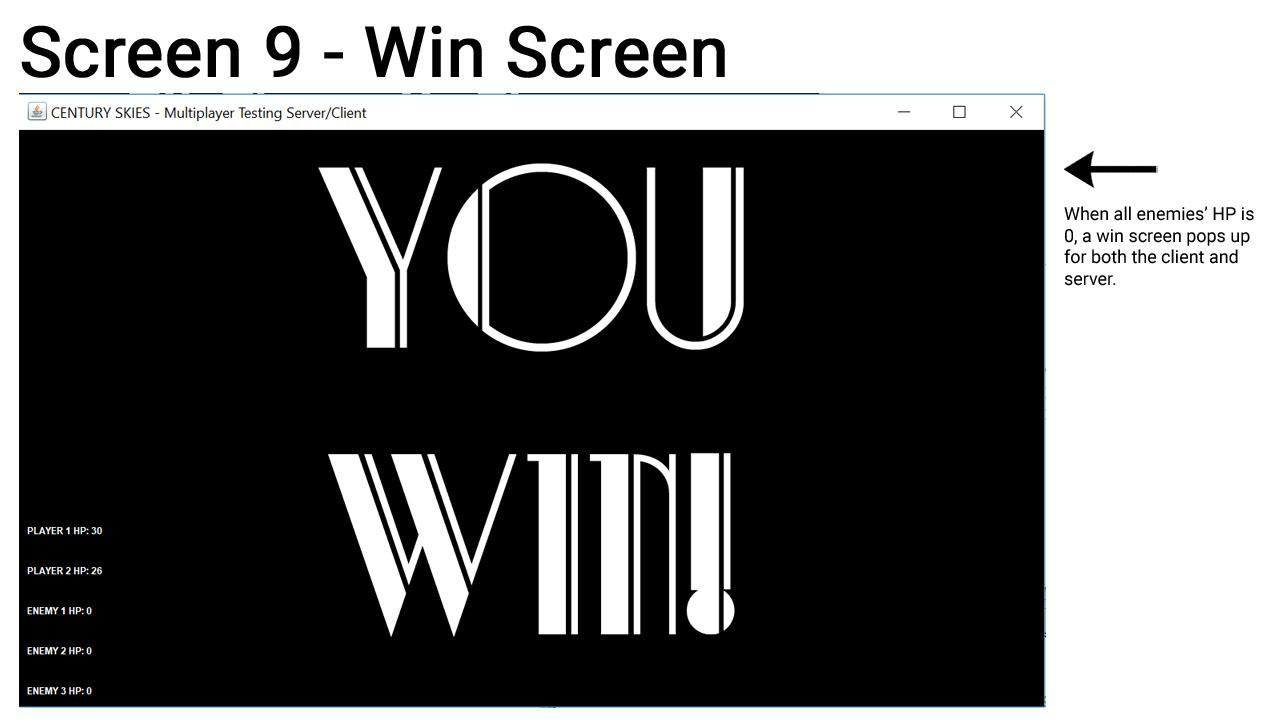 Screen 9 - Win Screen
CENTURY SKIES - Multiplayer Testing Server/Client
YOU
WIN!
When all enemies’ HP is
0, a win screen pops up
for both the client and
server.
PLAYER 1 HP: 30
PLAYER 2 HP: 26
ENEMY 1 HP: 0
ENEMY 2 HP: 0
ENEMY 3 HP: 0